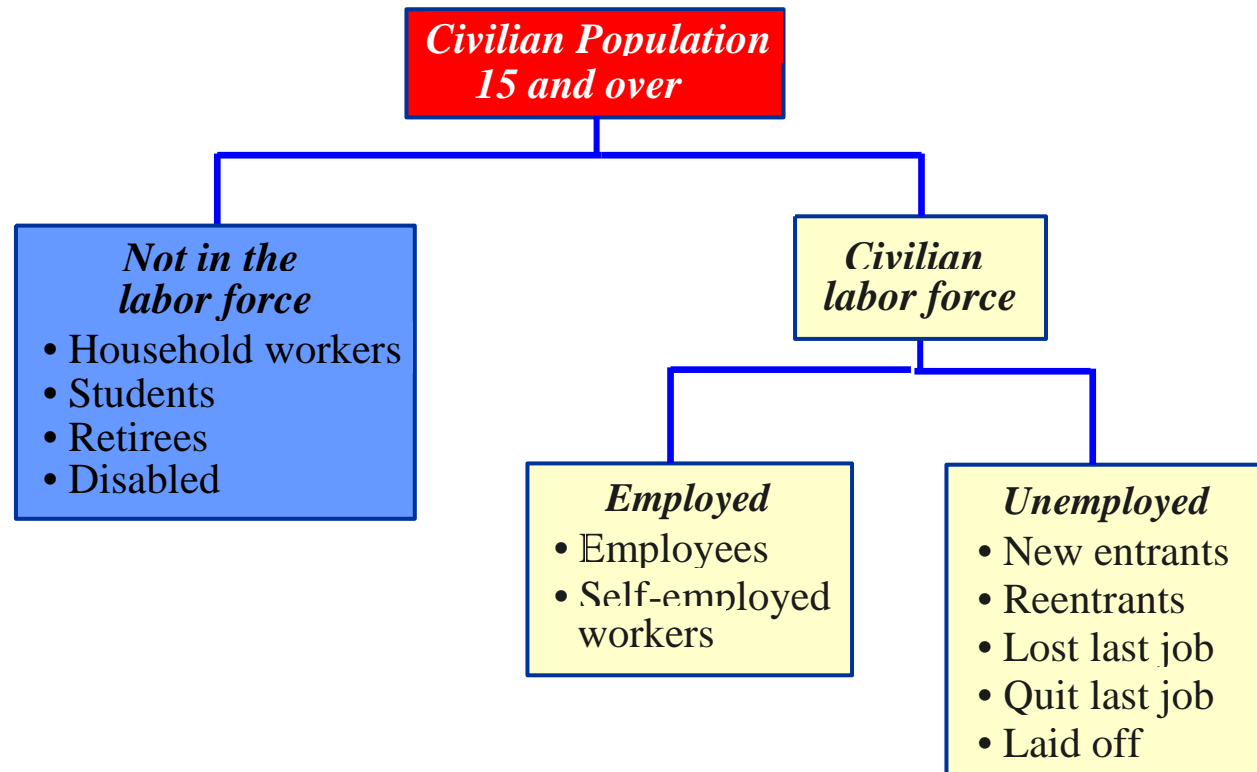 Civilian Population
15 and over
Not in the
labor force
• Household workers
• Students
• Retirees
• Disabled
Civilian
labor force
Employed
• Employees
• Self-employed
workers
Unemployed
• New entrants
• Reentrants
• Lost last job
• Quit last job
• Laid off